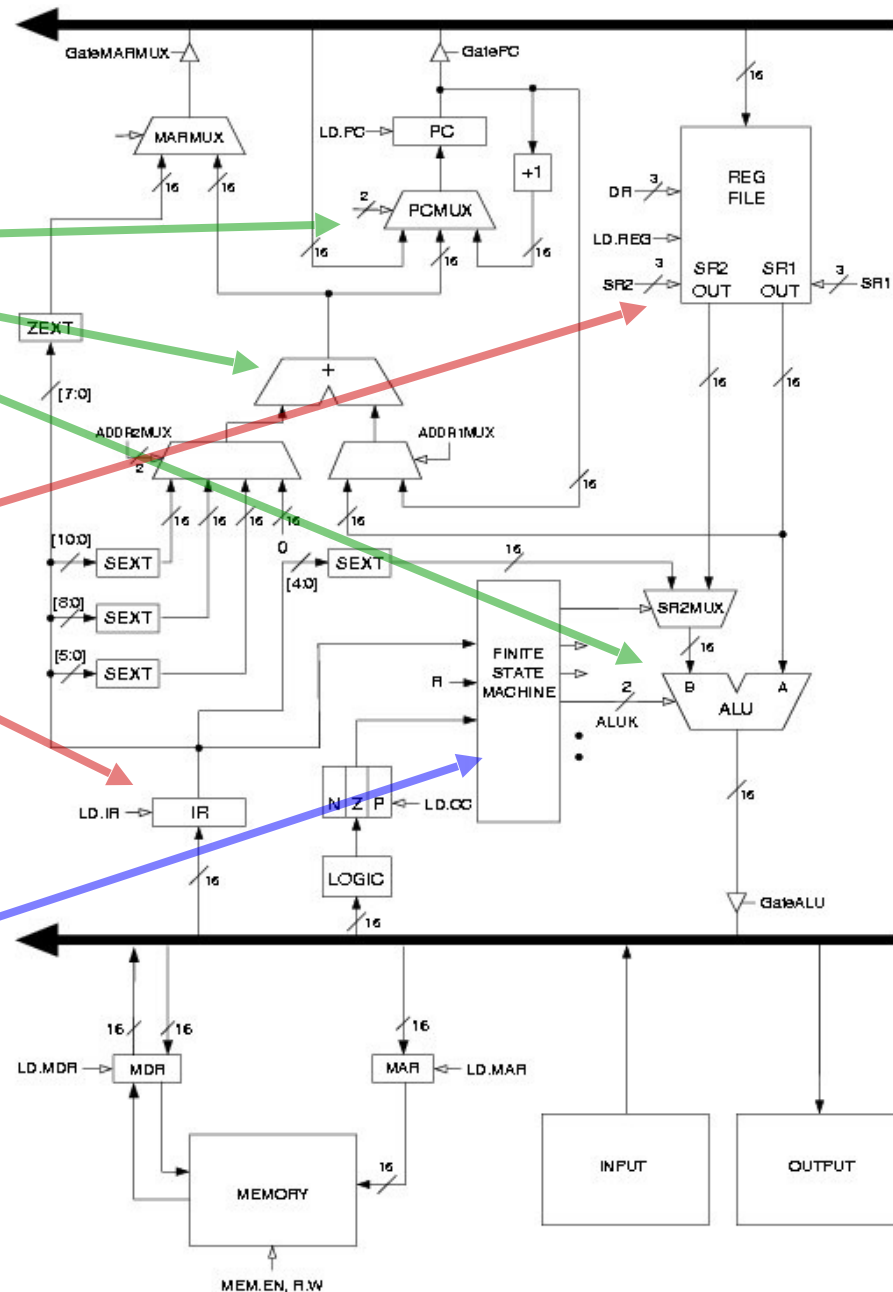 GateMARMUX
GatePC
16
LD.PC
PC
MARMUX
+1
REG
FILE
16
16
2
PCMUX
DR
3
LD.REG
16
16
16
SR2
3
SR2
OUT
SR1
OUT
3
SR1
ZEXT
+
[7:0]
16
16
ADDR2MUX
2
ADDR1MUX
16
16
16
16
16
16
0
[10:0]
SEXT
[4:0]
SEXT
16
[8:0]
SEXT
SR2MUX
[5:0]
SEXT
FINITE
STATE
MACHINE
R
16
B
A
ALU
2
ALUK
LD.IR
IR
N Z P
LD.CC
16
16
LOGIC
16
GateALU
16
16
16
LD.MDR
MDR
MAR
LD.MAR
MEMORY
16
INPUT
OUTPUT
MEM.EN, R.W